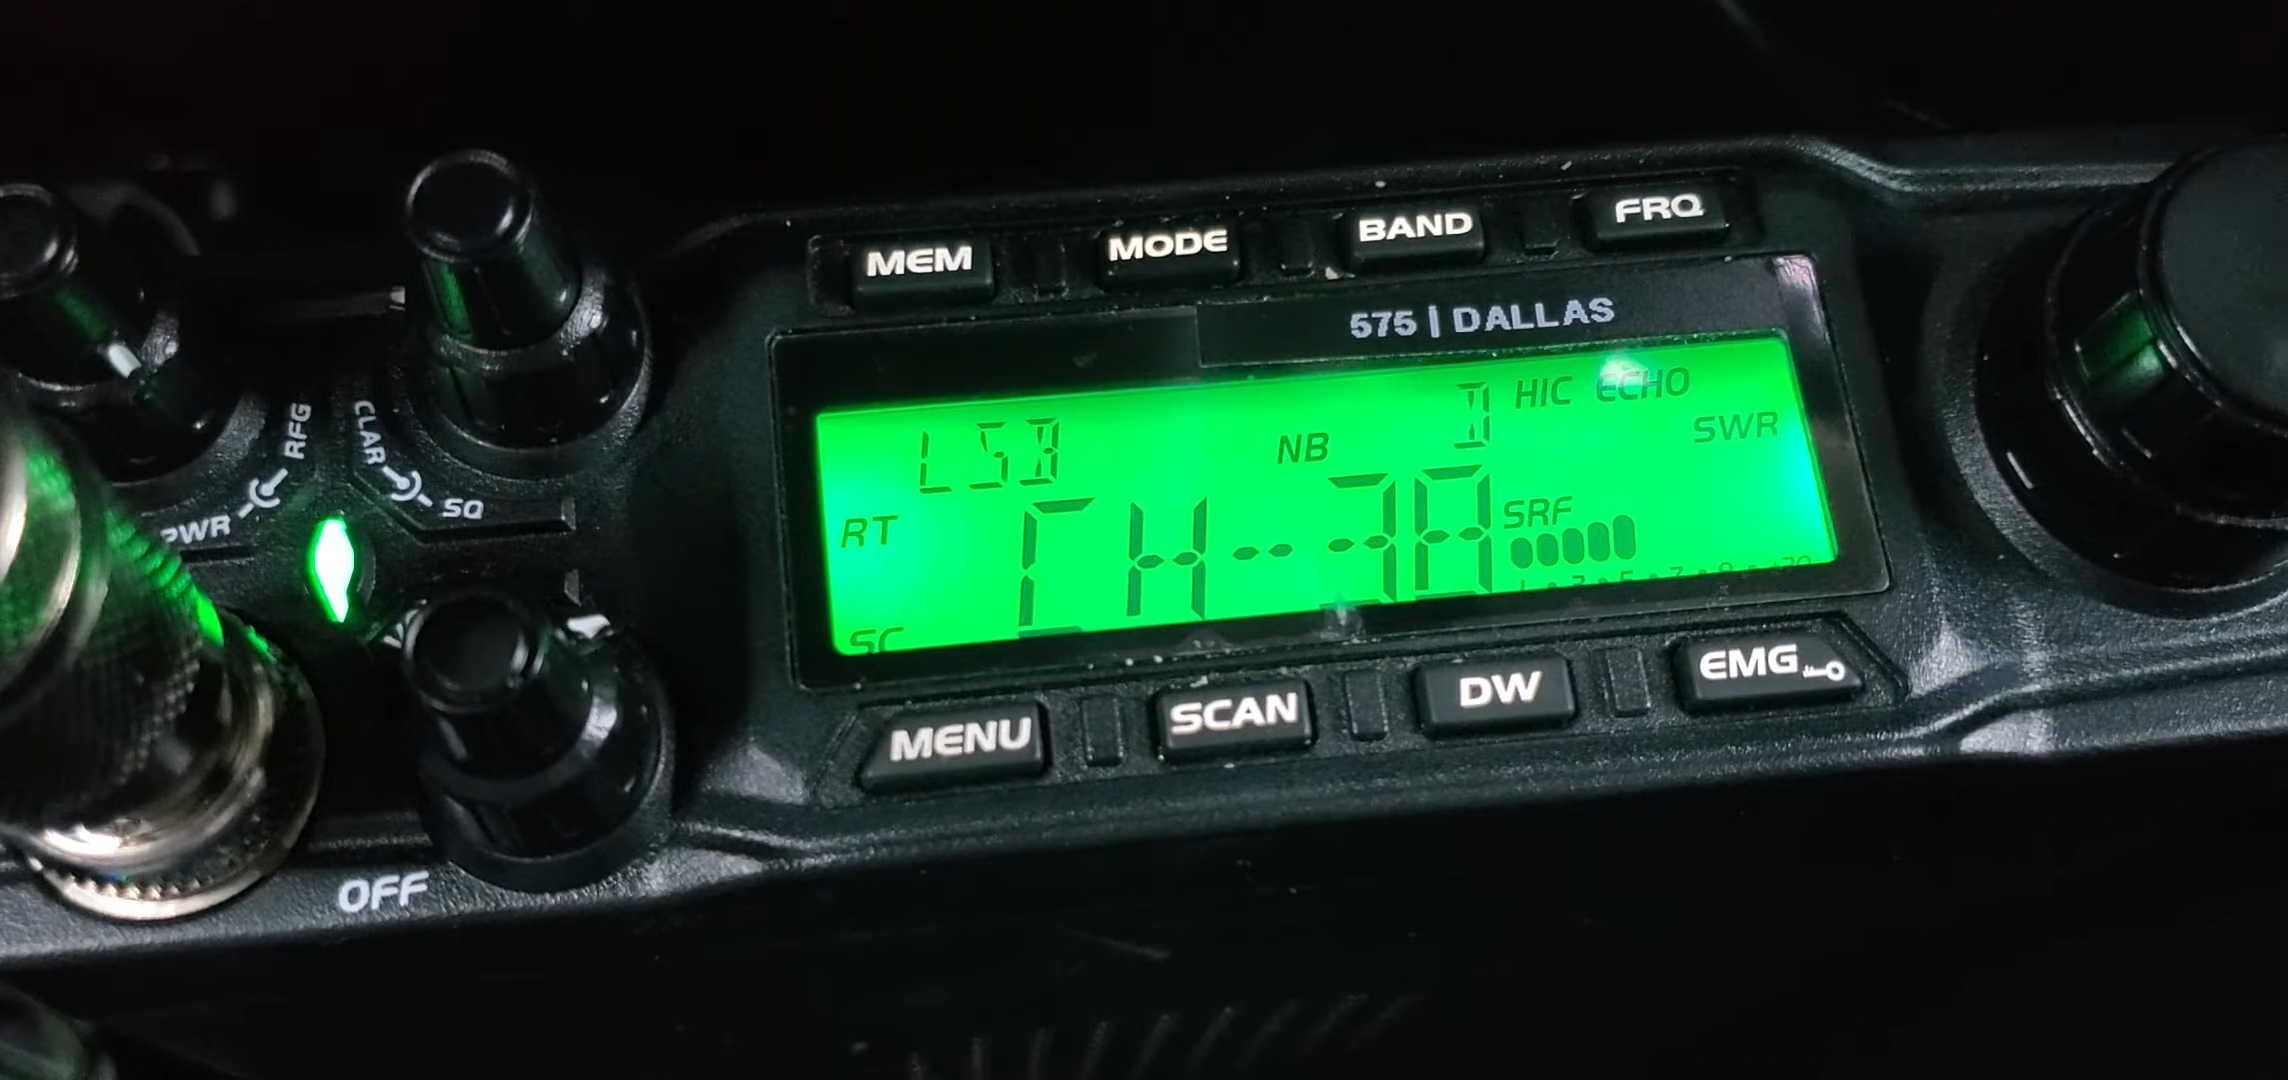 MEM MODE BAND FRQ
575 | DALLAS
LSB NB D HIC ECHO
SWR
RT CH--38 SRF
SC
RFG CLAR
PWR SQ
MENU SCAN DW EMG
OFF